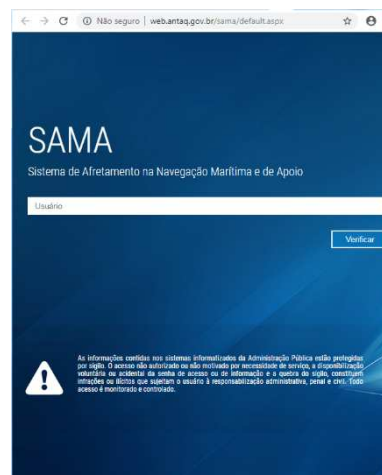 Não seguro | web.antaq.gov.br/sama/default.aspx
SAMA
Sistema de Afretamento na Navegação Marítima e de Apoio
Usuário
Verificar
As informações contidas nos sistemas informatizados da Administração Pública estão protegidas
por sigilo. O acesso não autorizado ou não motivado por necessidade de serviço, a disponibilização
voluntária ou acidental da senha de acesso ou de informação e a quebra do sigilo, constituem
infrações ou ilícitos que sujeitam o usuário à responsabilização administrativa, penal e civil. Todo
acesso é monitorado e controlado.